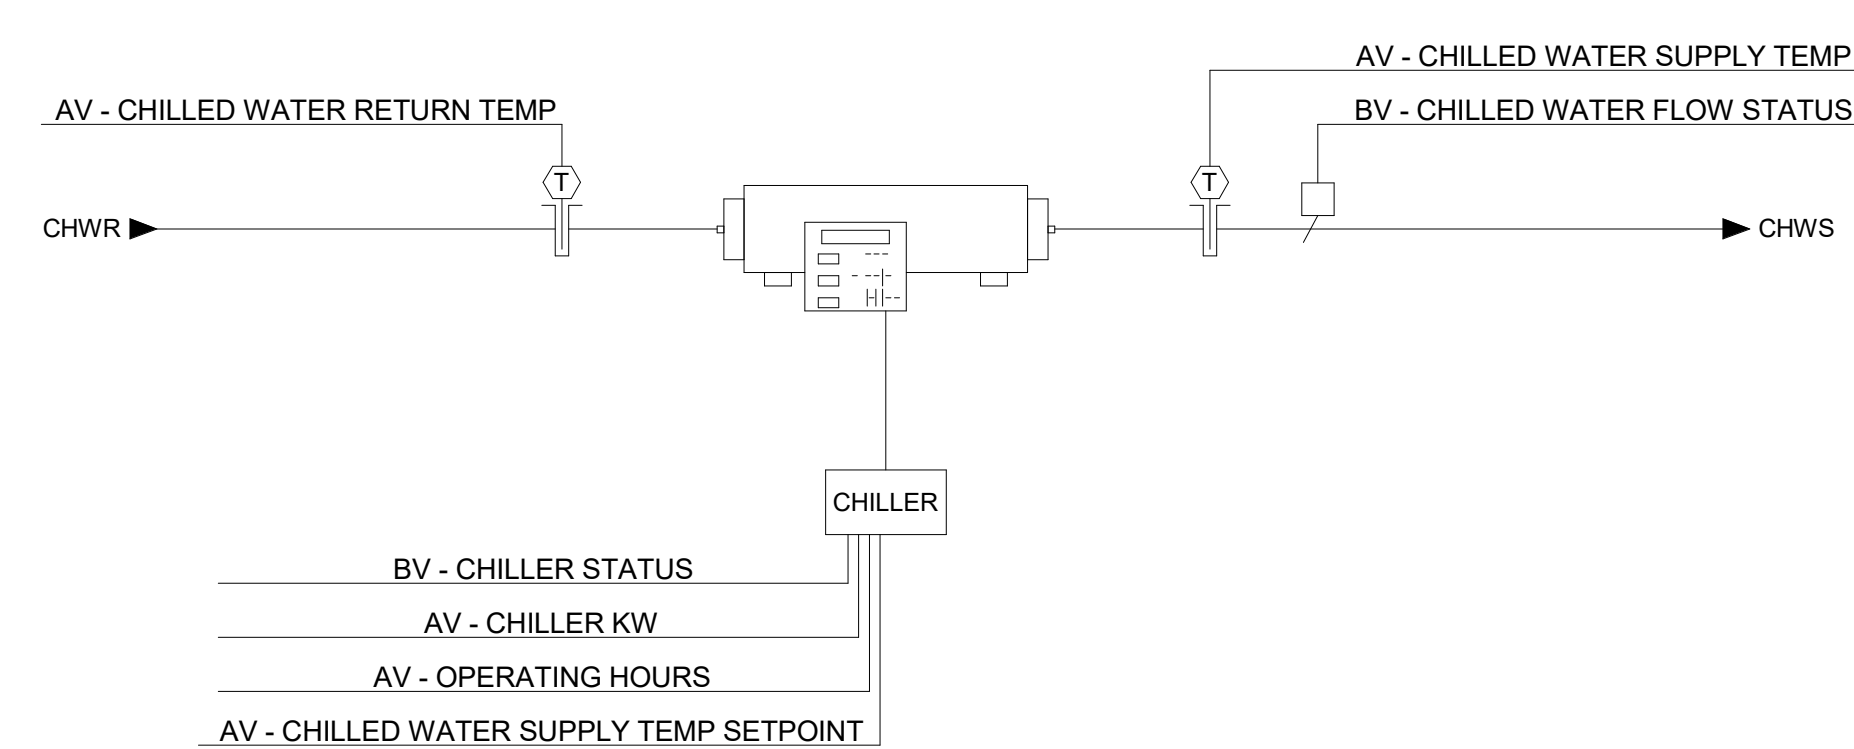 AV - CHILLED WATER SUPPLY TEMP
AV - CHILLED WATER RETURN TEMP
BV - CHILLED WATER FLOW STATUS
T
T
CHWR
CHWS
CHILLER
BV - CHILLER STATUS
AV - CHILLER KW
AV - OPERATING HOURS
AV - CHILLED WATER SUPPLY TEMP SETPOINT